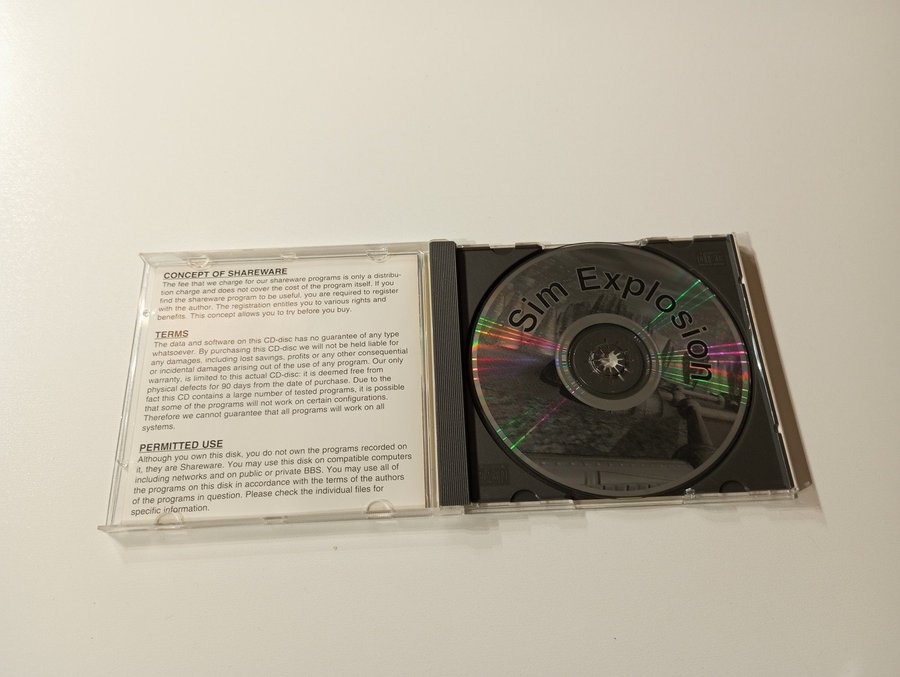 CONCEPT OF SHAREWARE
The fee that we charge for our shareware programs is only a distribu-
tion charge and does not cover the cost of the program itself. If you
find the shareware program to be useful, you are required to register
with the author. The registration entitles you to various rights and
benefits. This concept allows you to try before you buy.
TERMS
The data and software on this CD-disc has no guarantee of any type
whatsoever. By purchasing this CD-disc we will not be held liable for
any damages, including lost savings, profits or any other consequential
or incidental damages arising out of the use of any program. Our only
warranty, is limited to this actual CD-disc: it is deemed free from
physical defects for 90 days from the date of purchase. Due to the
fact this CD contains a large number of tested programs, it is possible
that some of the programs will not work on certain configurations.
Therefore we cannot guarantee that all programs will work on all
systems.
PERMITTED USE
Although you own this disk, you do not own the programs recorded on
it, they are Shareware. You may use this disk on compatible computers
including networks and on public or private BBS. You may use all of
the programs on this disk in accordance with the terms of the authors
of the programs in question. Please check the individual files for
specific information.
Sim Explosion